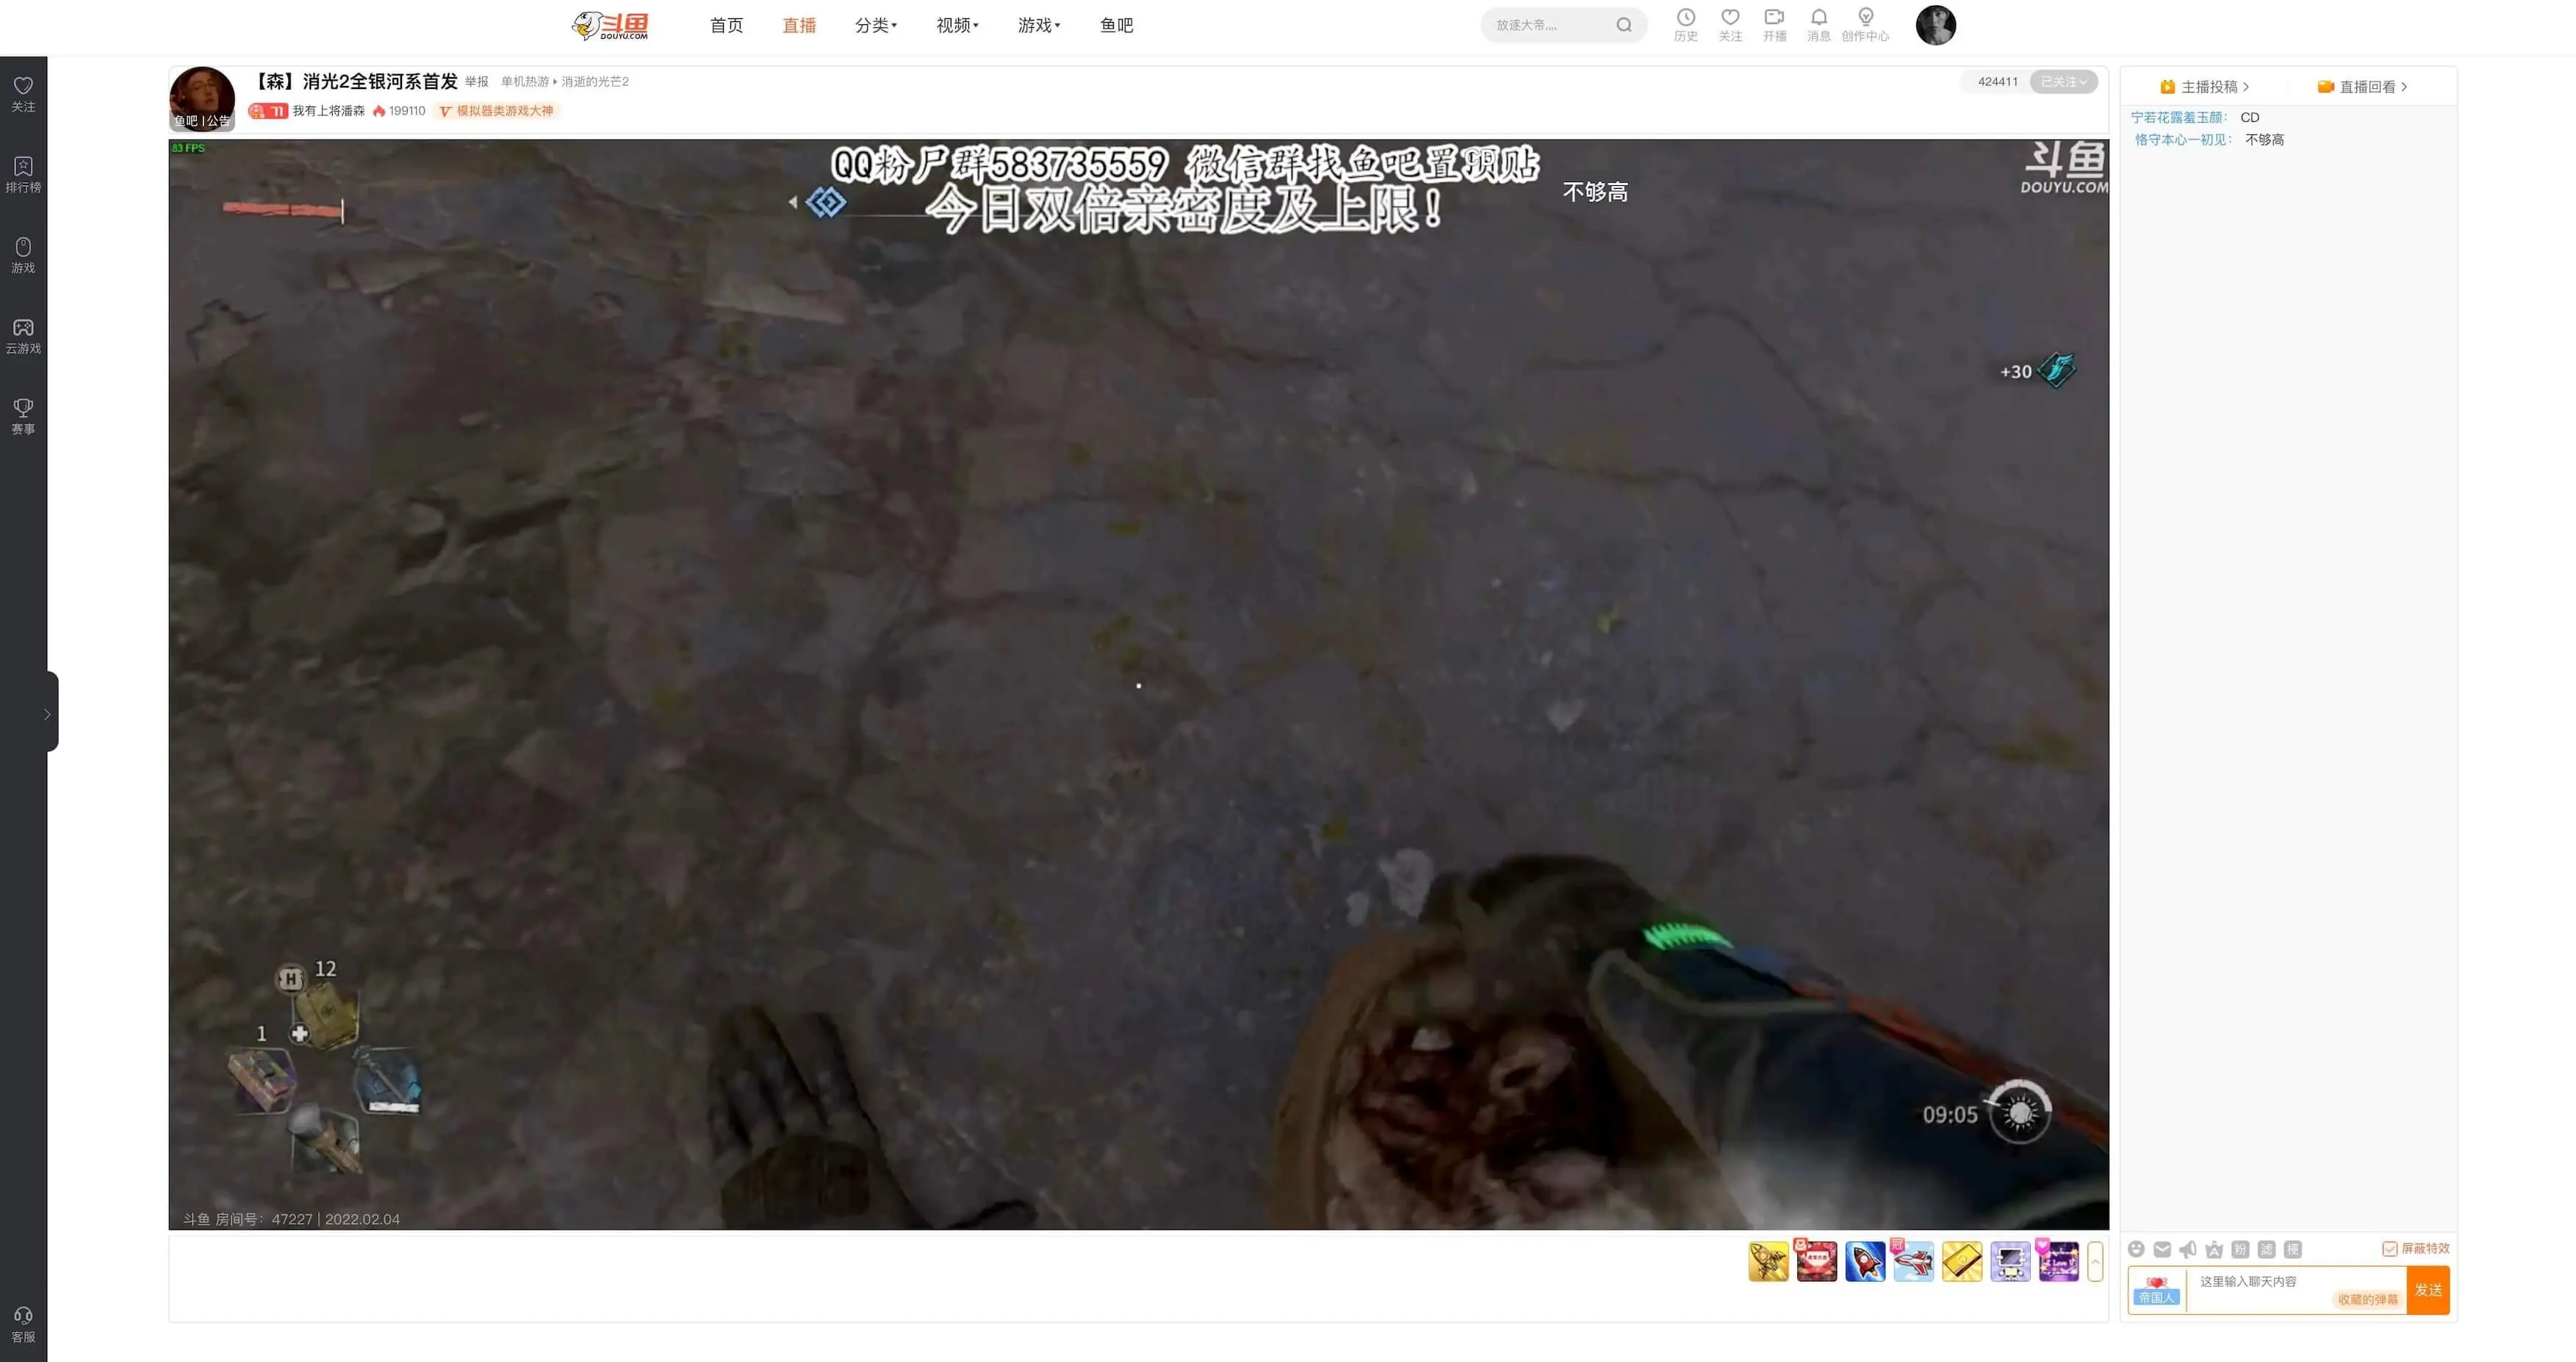 斗鱼 DOUYU.COM 首页 直播 分类 视频 游戏 鱼吧 放逐大帝.... 历史 关注 开播 消息 创作中心
关注
排行榜
游戏
云游戏
赛事
客服
【森】消光2全银河系首发 举报 单机热游 消逝的光芒2 424411 已关注
鱼吧 | 公告 71 我有上将潘森 199110 模拟器类游戏大神
83 FPS
QQ粉尸群583735559 微信群找鱼吧置顶贴
今日双倍亲密度及上限!
不够高
斗鱼
DOUYU.COM
+30
H 12
1
09:05
斗鱼 房间号: 47227 | 2022.02.04
主播投稿 直播回看
宁若花露羞玉颜: CD
恪守本心一初见: 不够高
粉 滤 梗 屏蔽特效
帝国人 这里输入聊天内容 收藏的弹幕 发送